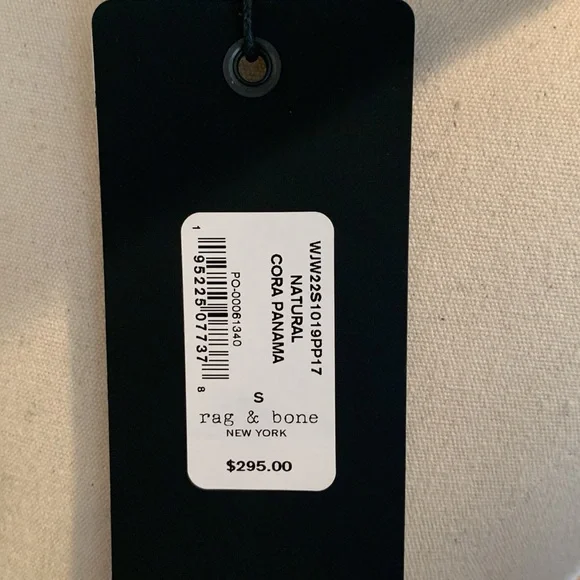 WJW22S1019PP17
NATURAL
CORA PANAMA
PO-00061340
1 95225 07737 8
S
rag & bone
NEW YORK
$295.00